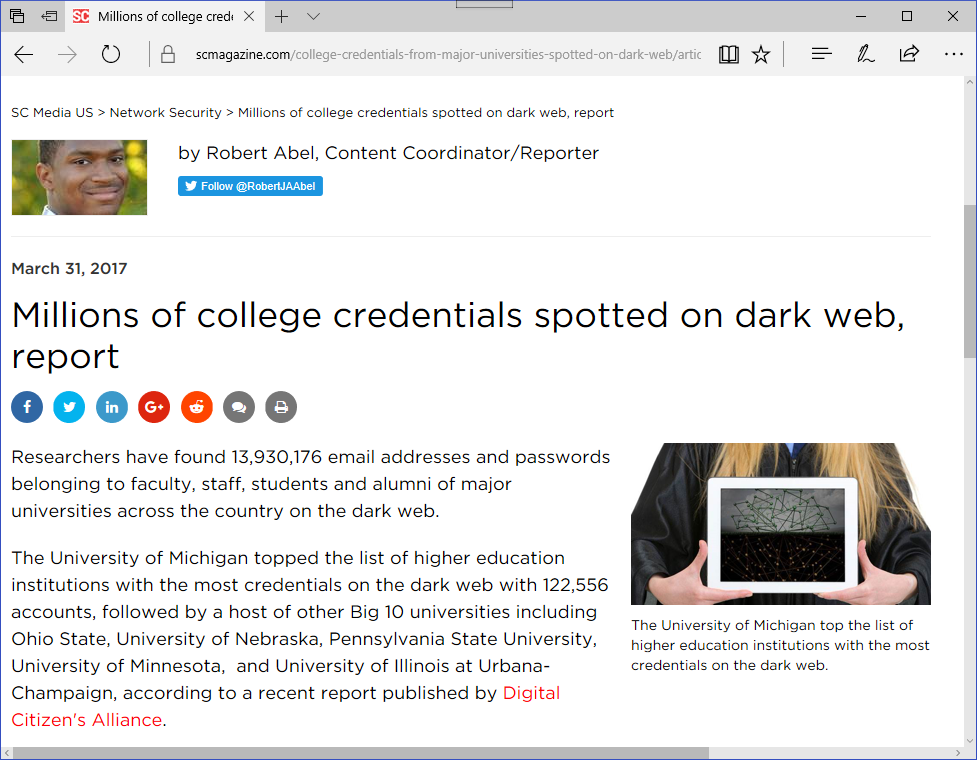 SC Millions of college cred
scmagazine.com/college-credentials-from-major-universities-spotted-on-dark-web/artic
SC Media US > Network Security > Millions of college credentials spotted on dark web, report
by Robert Abel, Content Coordinator/Reporter
Follow @RobertJAAbel
March 31, 2017
Millions of college credentials spotted on dark web,
report
f in G+
Researchers have found 13,930,176 email addresses and passwords
belonging to faculty, staff, students and alumni of major
universities across the country on the dark web.
The University of Michigan topped the list of higher education
institutions with the most credentials on the dark web with 122,556
accounts, followed by a host of other Big 10 universities including
Ohio State, University of Nebraska, Pennsylvania State University,
University of Minnesota,  and University of Illinois at Urbana-
Champaign, according to a recent report published by Digital
Citizen's Alliance.
The University of Michigan top the list of
higher education institutions with the most
credentials on the dark web.